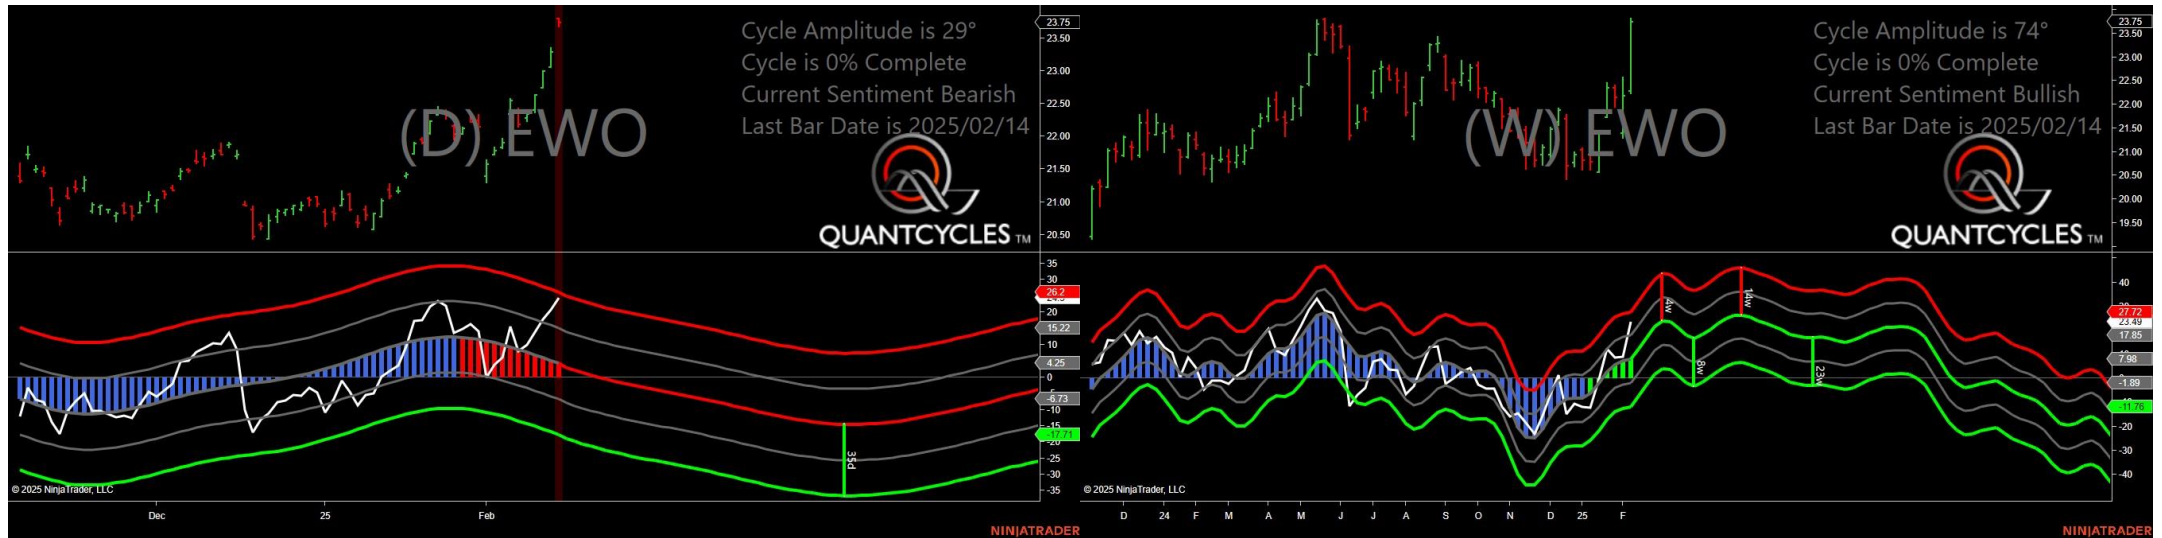 Cycle Amplitude is 29°
Cycle is 0% Complete
Current Sentiment Bearish
Last Bar Date is 2025/02/14
(D) EWO
QUANTCYCLES TM
23.75
23.50
23.00
22.50
22.00
21.50
21.00
20.50
35
30
26.2
20
15.22
10
4.25
0
-6.73
-10
-15
-17.71
-25
-30
-35
35d
© 2025 NinjaTrader, LLC
Dec
25
Feb
NINJATRADER
Cycle Amplitude is 74°
Cycle is 0% Complete
Current Sentiment Bullish
Last Bar Date is 2025/02/14
(W) EWO
QUANTCYCLES TM
23.75
23.50
23.00
22.50
22.00
21.50
21.00
20.50
20.00
19.50
40
27.72
23.49
17.85
7.98
-1.89
-11.76
-20
-30
-40
4w
14w
8w
23w
© 2025 NinjaTrader, LLC
D
24
F
M
A
M
J
J
A
S
O
N
D
25
F
NINJATRADER